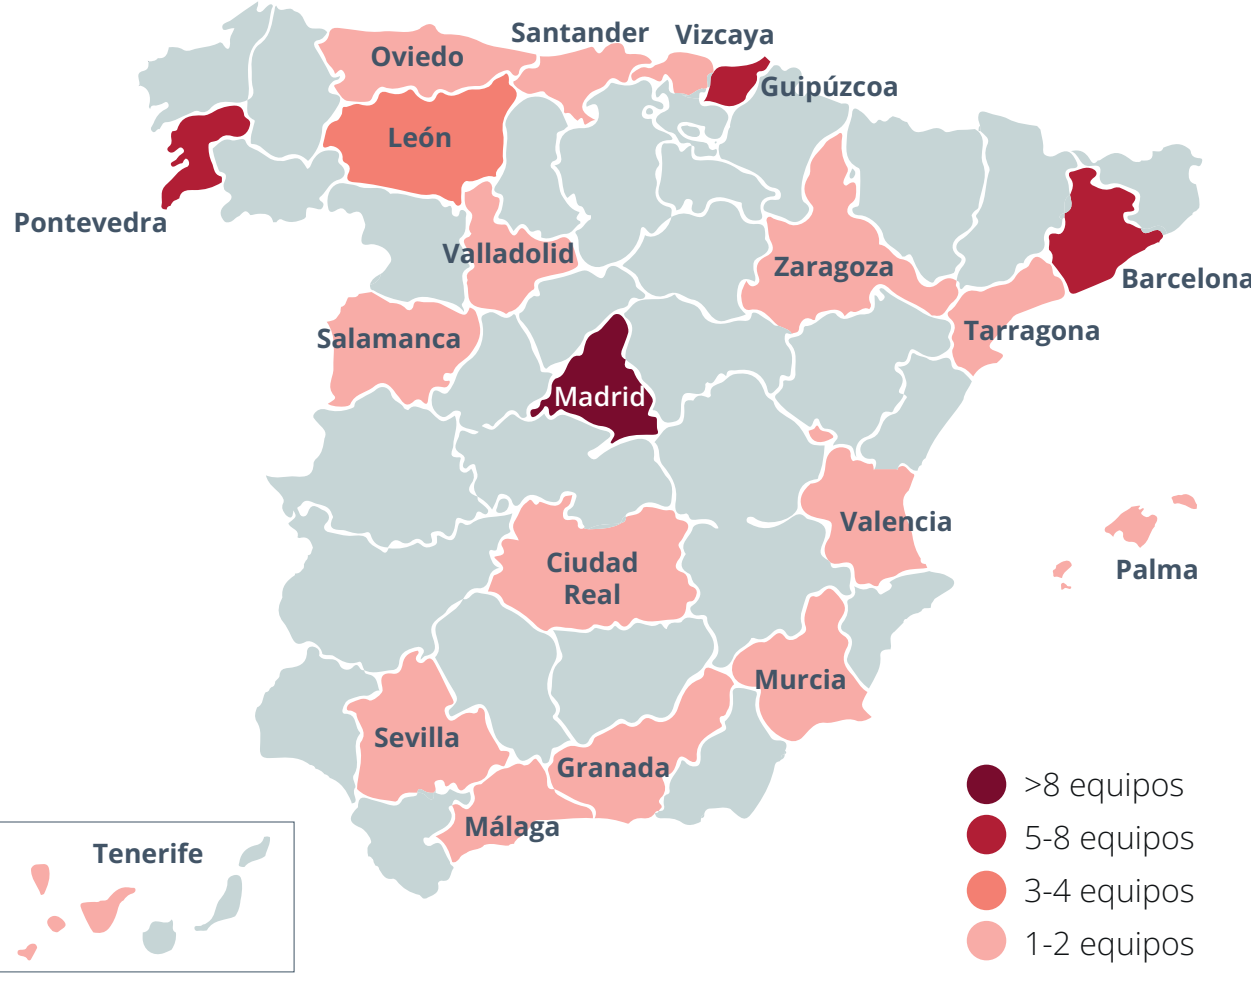 Santander
Vizcaya
Oviedo
Guipúzcoa
León
Pontevedra
Valladolid
Zaragoza
Barcelona
Salamanca
Tarragona
Madrid
Valencia
Ciudad
Real
Palma
Murcia
Sevilla
Granada
Málaga
Tenerife
>8 equipos
5-8 equipos
3-4 equipos
1-2 equipos